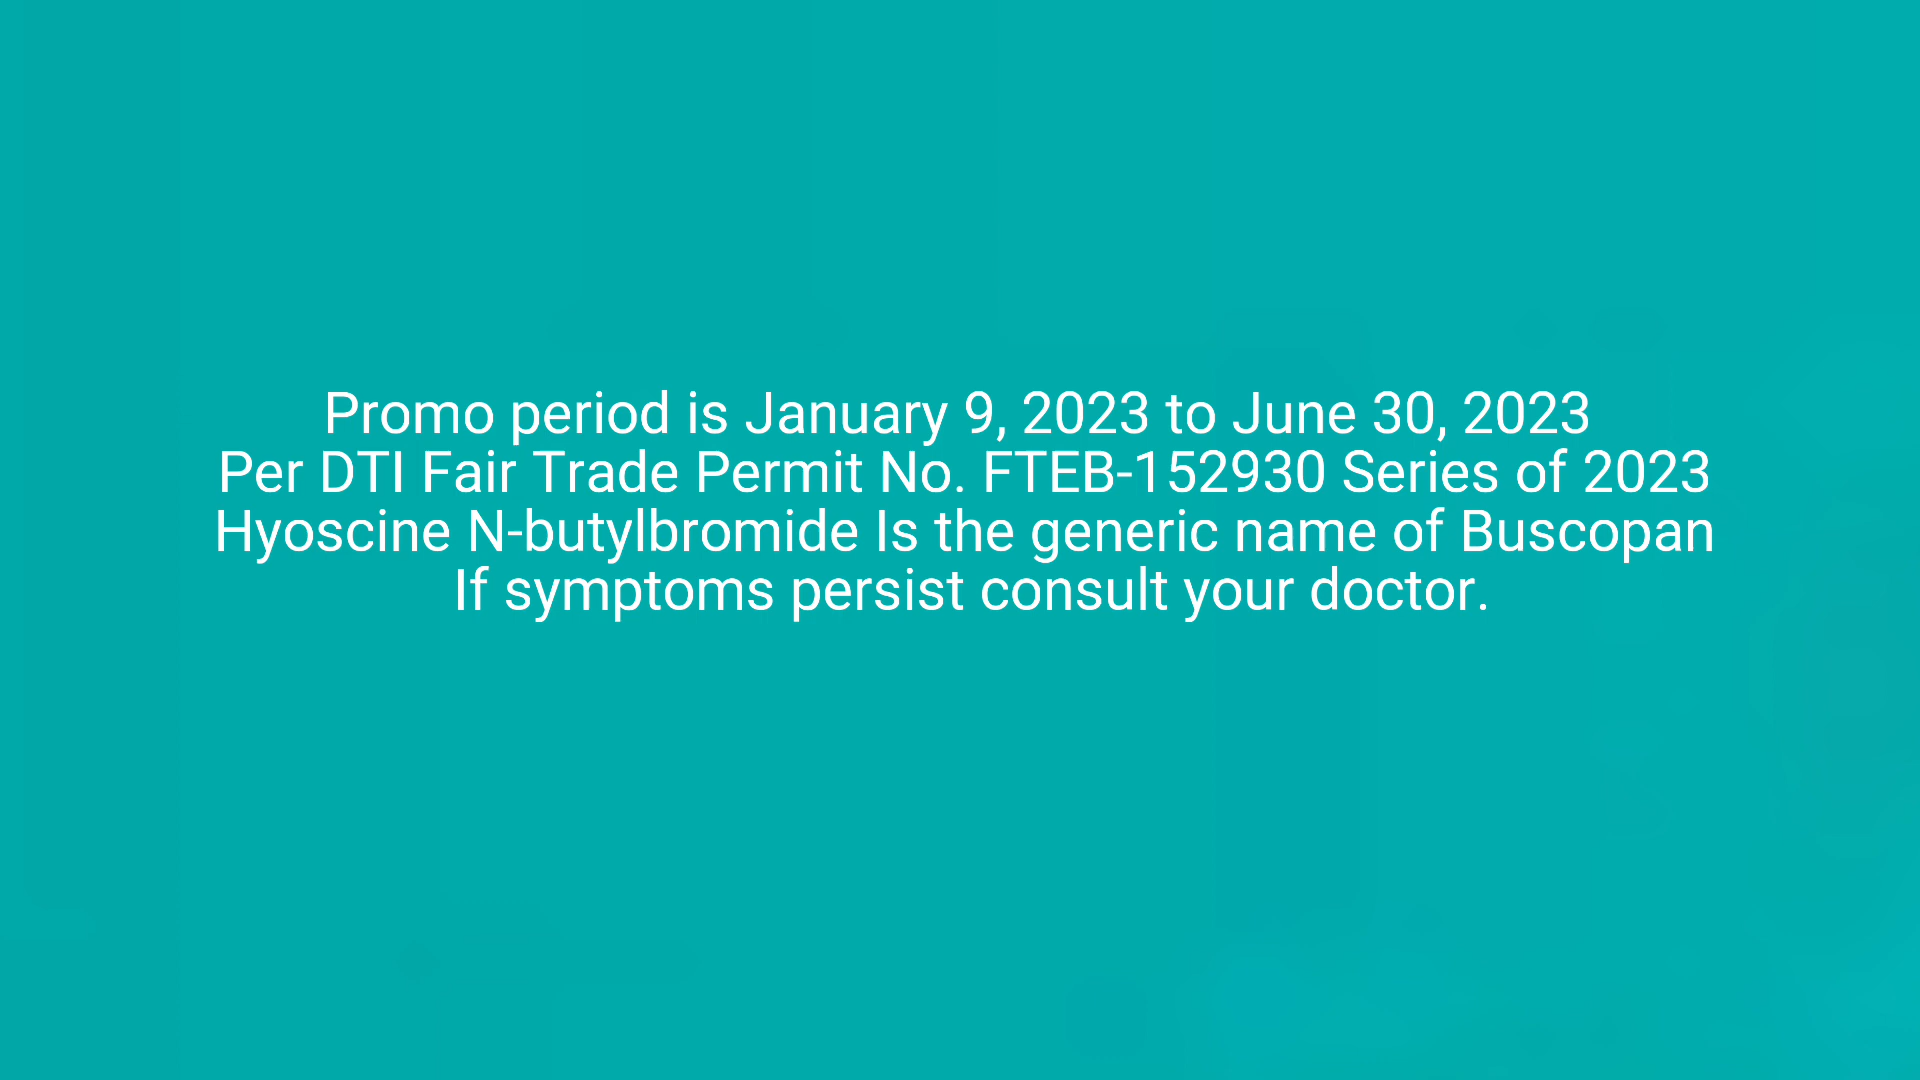 Promo period is January 9, 2023 to June 30, 2023
Per DTI Fair Trade Permit No. FTEB-152930 Series of 2023
Hyoscine N-butylbromide Is the generic name of Buscopan
If symptoms persist consult your doctor.